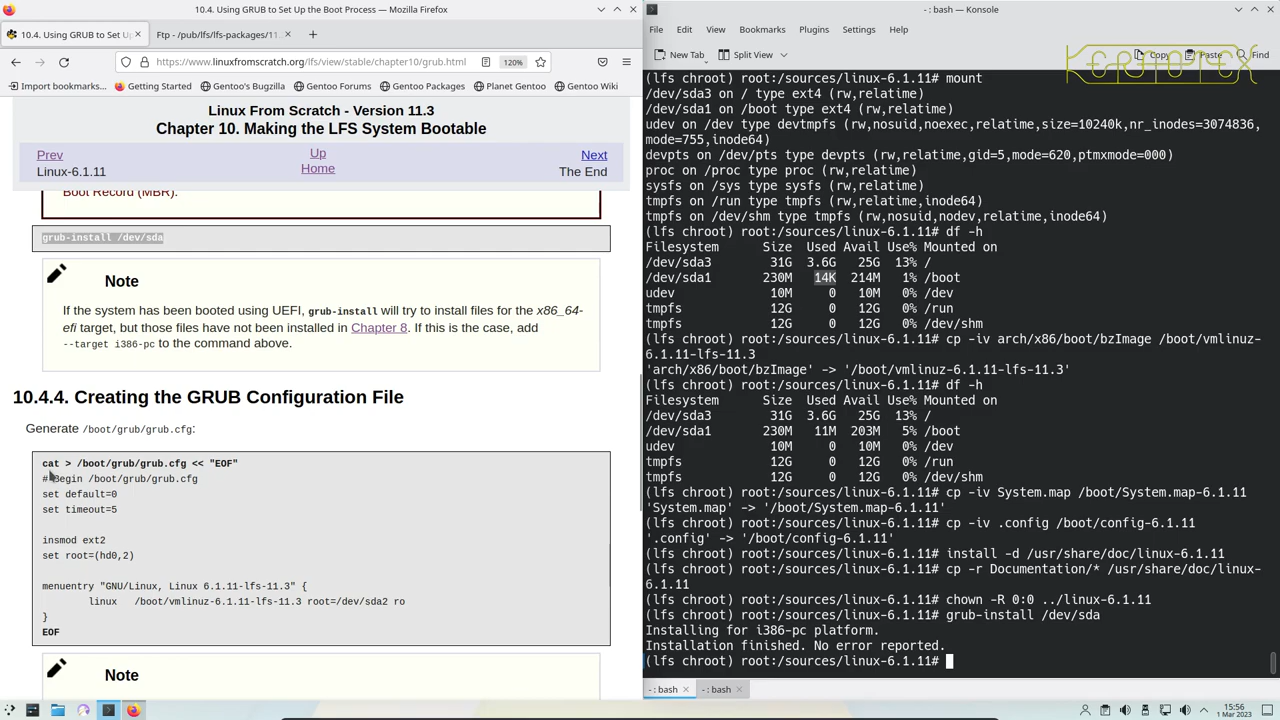 10.4. Using GRUB to Set Up the Boot Process — Mozilla Firefox
10.4. Using GRUB to Set Up
Ftp - pub/lfs/lfs-packages/11.
https://www.linuxfromscratch.org/lfs/view/stable/chapter10/grub.html
120%
Import bookmarks...
Getting Started
Gentoo's Bugzilla
Gentoo Forums
Gentoo Packages
Planet Gentoo
Gentoo Wiki
Linux From Scratch - Version 11.3
Chapter 10. Making the LFS System Bootable
Prev
Up
Next
Linux-6.1.11
Home
The End
Boot Record (MBR).
grub-install /dev/sda
Note
If the system has been booted using UEFI, grub-install will try to install files for the x86_64-
efi target, but those files have not been installed in Chapter 8. If this is the case, add
--target i386-pc to the command above.
10.4.4. Creating the GRUB Configuration File
Generate /boot/grub/grub.cfg:
cat > /boot/grub/grub.cfg << "EOF"
# Begin /boot/grub/grub.cfg
set default=0
set timeout=5
insmod ext2
set root=(hd0,2)
menuentry "GNU/Linux, Linux 6.1.11-lfs-11.3" {
linux /boot/vmlinuz-6.1.11-lfs-11.3 root=/dev/sda2 ro
}
EOF
Note
- : bash — Konsole
File Edit View Bookmarks Plugins Settings Help
New Tab
Split View
Copy
Paste
Find
KERNOTEX
(lfs chroot) root:/sources/linux-6.1.11# mount
/dev/sda3 on / type ext4 (rw,relatime)
/dev/sda1 on /boot type ext4 (rw,relatime)
udev on /dev type devtmpfs (rw,nosuid,noexec,relatime,size=10240k,nr_inodes=3074836,
mode=755,inode64)
devpts on /dev/pts type devpts (rw,relatime,gid=5,mode=620,ptmxmode=000)
proc on /proc type proc (rw,relatime)
sysfs on /sys type sysfs (rw,relatime)
tmpfs on /run type tmpfs (rw,relatime,inode64)
tmpfs on /dev/shm type tmpfs (rw,nosuid,nodev,relatime,inode64)
(lfs chroot) root:/sources/linux-6.1.11# df -h
Filesystem Size Used Avail Use% Mounted on
/dev/sda3 31G 3.6G 25G 13% /
/dev/sda1 230M 14K 214M 1% /boot
udev 10M 0 10M 0% /dev
tmpfs 12G 0 12G 0% /run
tmpfs 12G 0 12G 0% /dev/shm
(lfs chroot) root:/sources/linux-6.1.11# cp -iv arch/x86/boot/bzImage /boot/vmlinuz-
6.1.11-lfs-11.3
'arch/x86/boot/bzImage' -> '/boot/vmlinuz-6.1.11-lfs-11.3'
(lfs chroot) root:/sources/linux-6.1.11# df -h
Filesystem Size Used Avail Use% Mounted on
/dev/sda3 31G 3.6G 25G 13% /
/dev/sda1 230M 11M 203M 5% /boot
udev 10M 0 10M 0% /dev
tmpfs 12G 0 12G 0% /run
tmpfs 12G 0 12G 0% /dev/shm
(lfs chroot) root:/sources/linux-6.1.11# cp -iv System.map /boot/System.map-6.1.11
'System.map' -> '/boot/System.map-6.1.11'
(lfs chroot) root:/sources/linux-6.1.11# cp -iv .config /boot/config-6.1.11
'.config' -> '/boot/config-6.1.11'
(lfs chroot) root:/sources/linux-6.1.11# install -d /usr/share/doc/linux-6.1.11
(lfs chroot) root:/sources/linux-6.1.11# cp -r Documentation/* /usr/share/doc/linux-
6.1.11
(lfs chroot) root:/sources/linux-6.1.11# chown -R 0:0 ../linux-6.1.11
(lfs chroot) root:/sources/linux-6.1.11# grub-install /dev/sda
Installing for i386-pc platform.
Installation finished. No error reported.
(lfs chroot) root:/sources/linux-6.1.11#
- : bash
- : bash
15:56
1 Mar 2023